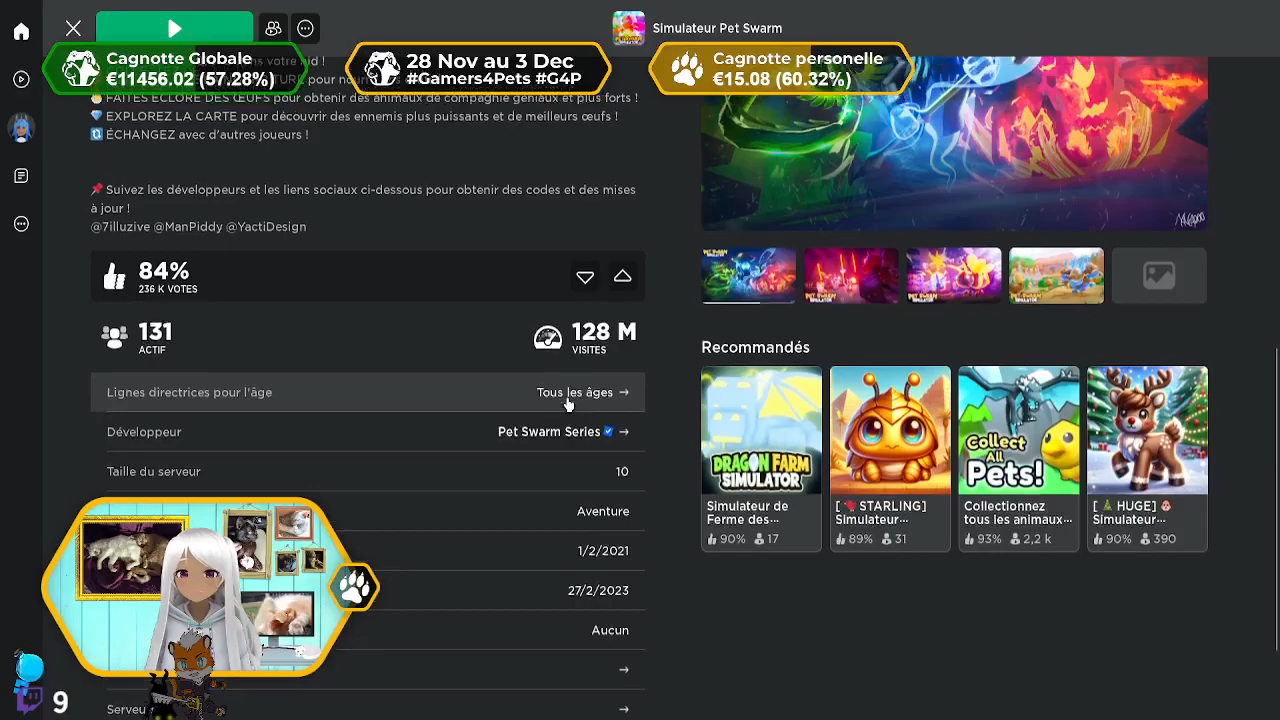 Simulateur Pet Swarm
Cagnotte Globale
€11456.02 (57.28%)
28 Nov au 3 Dec
#Gamers4Pets #G4P
Cagnotte personelle
€15.08 (60.32%)
FAITES ÉCLORE DES ŒUFS pour obtenir des animaux de compagnie géniaux et plus forts !
EXPLOREZ LA CARTE pour découvrir des ennemis plus puissants et de meilleurs œufs !
ÉCHANGEZ avec d'autres joueurs !
Suivez les développeurs et les liens sociaux ci-dessous pour obtenir des codes et des mises
à jour !
@7illuzive @ManPiddy @YactiDesign
84%
236 K VOTES
131
ACTIF
128 M
VISITES
Lignes directrices pour l'âge
Tous les âges →
Développeur
Pet Swarm Series →
Taille du serveur
10
Aventure
1/2/2021
27/2/2023
Aucun
→
Serveu
→
9
Recommandés
DRAGON FARM
SIMULATOR
Simulateur de
Ferme des...
90% 17
[ STARLING]
Simulateur...
89% 31
Collect
All
Pets!
Collectionnez
tous les animaux...
93% 2,2 k
[ HUGE]
Simulateur...
90% 390